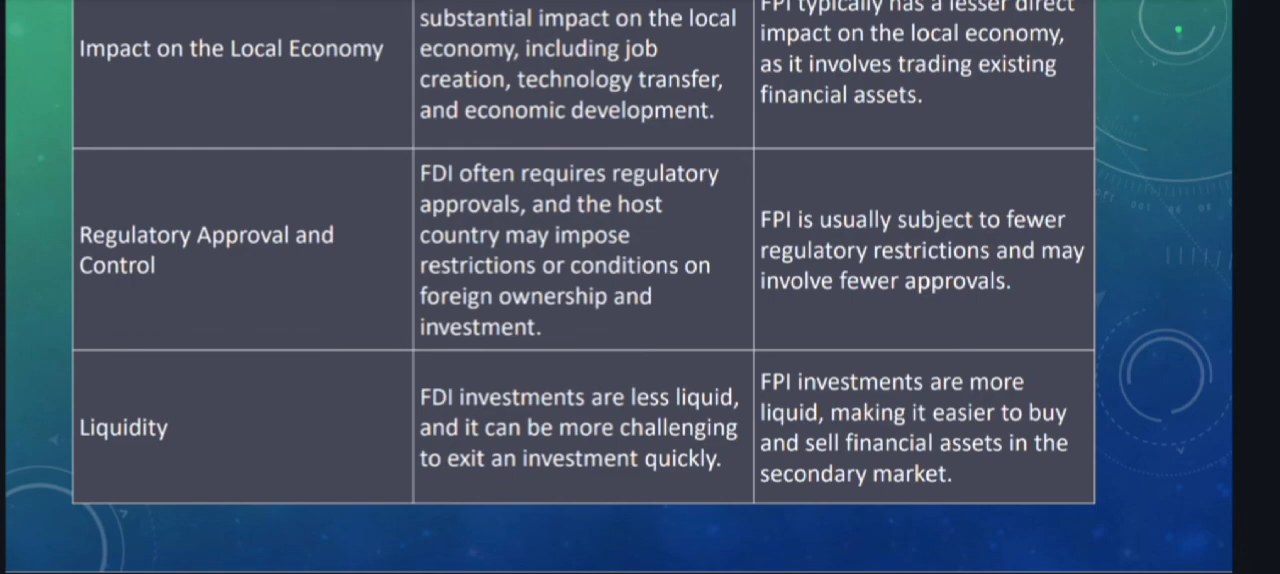 Impact on the Local Economy
substantial impact on the local
economy, including job
creation, technology transfer,
and economic development.
FPI typically has a lesser direct
impact on the local economy,
as it involves trading existing
financial assets.
Regulatory Approval and
Control
FDI often requires regulatory
approvals, and the host
country may impose
restrictions or conditions on
foreign ownership and
investment.
FPI is usually subject to fewer
regulatory restrictions and may
involve fewer approvals.
Liquidity
FDI investments are less liquid,
and it can be more challenging
to exit an investment quickly.
FPI investments are more
liquid, making it easier to buy
and sell financial assets in the
secondary market.